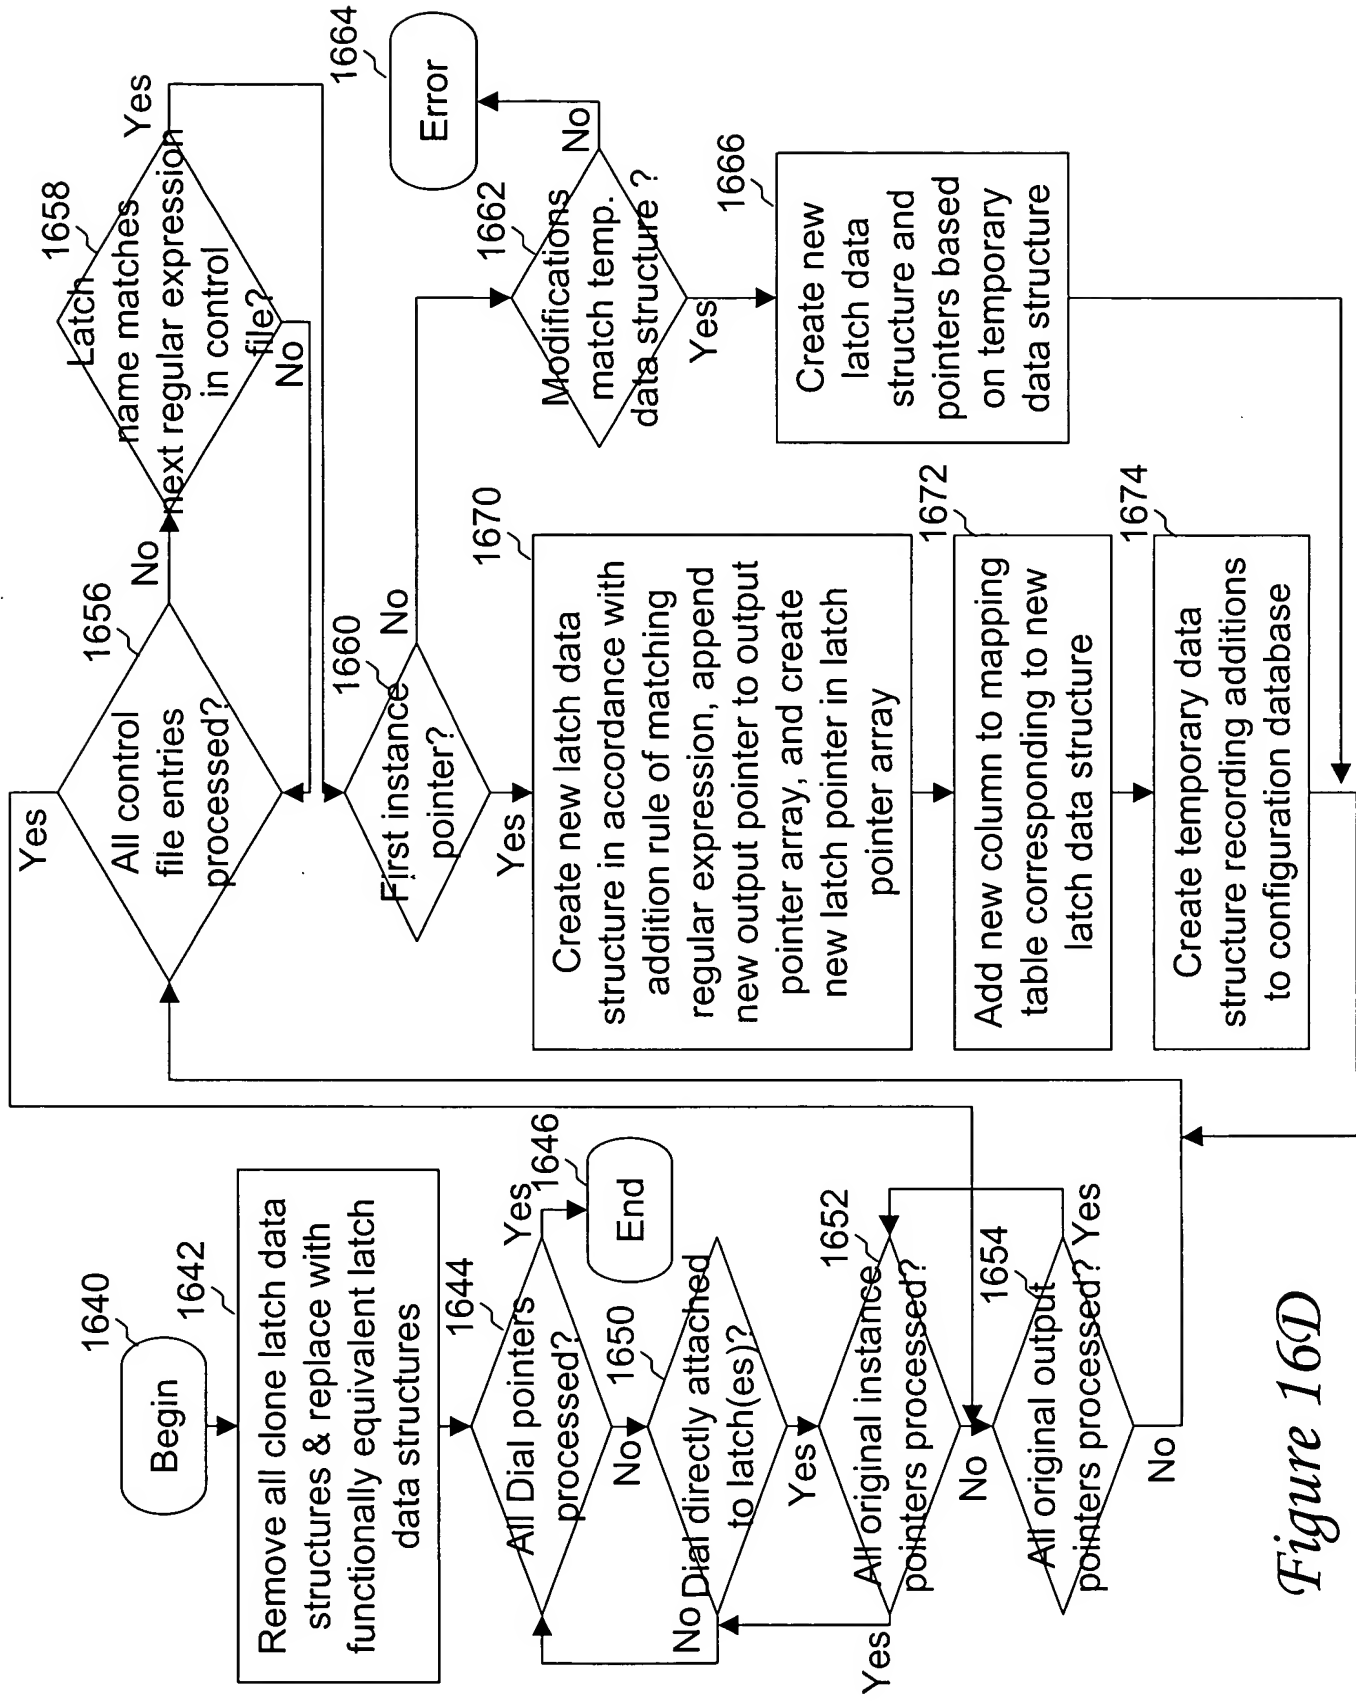 1640
Begin
1642
Remove all clone latch data
structures & replace with
functionally equivalent latch
data structures
1644
All Dial pointers
processed?
Yes
No
1646
End
1650
Dial directly attached
to latch(es)?
No
Yes
1652
All original instance
pointers processed?
Yes
No
1654
All original output
pointers processed?
Yes
No
1656
All control
file entries
processed?
Yes
No
1658
Latch
name matches
next regular expression
in control
file?
Yes
No
1660
First instance
pointer?
No
Yes
1662
Modifications
match temp.
data structure ?
No
Yes
1664
Error
1666
Create new
latch data
structure and
pointers based
on temporary
data structure
1670
Create new latch data
structure in accordance with
addition rule of matching
regular expression, append
new output pointer to output
pointer array, and create
new latch pointer in latch
pointer array
1672
Add new column to mapping
table corresponding to new
latch data structure
1674
Create temporary data
structure recording additions
to configuration database
Figure 16D